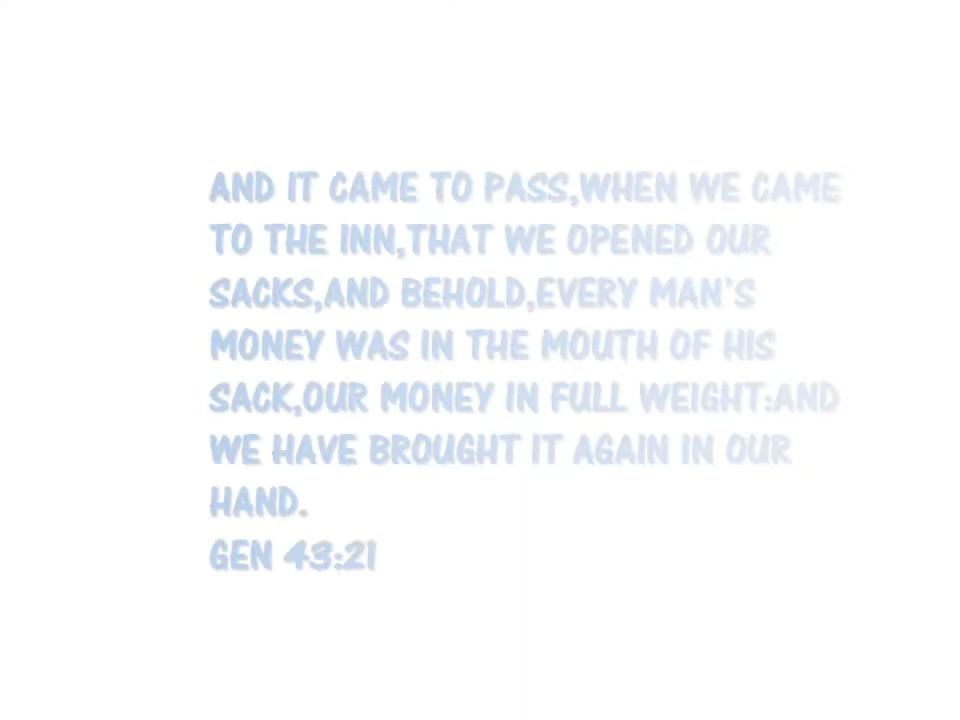 AND IT CAME TO PASS,WHEN WE CAME
TO THE INN,THAT WE OPENED OUR
SACKS,AND BEHOLD,EVERY MAN'S
MONEY WAS IN THE MOUTH OF HIS
SACK,OUR MONEY IN FULL WEIGHT:AND
WE HAVE BROUGHT IT AGAIN IN OUR
HAND.
GEN 43:21